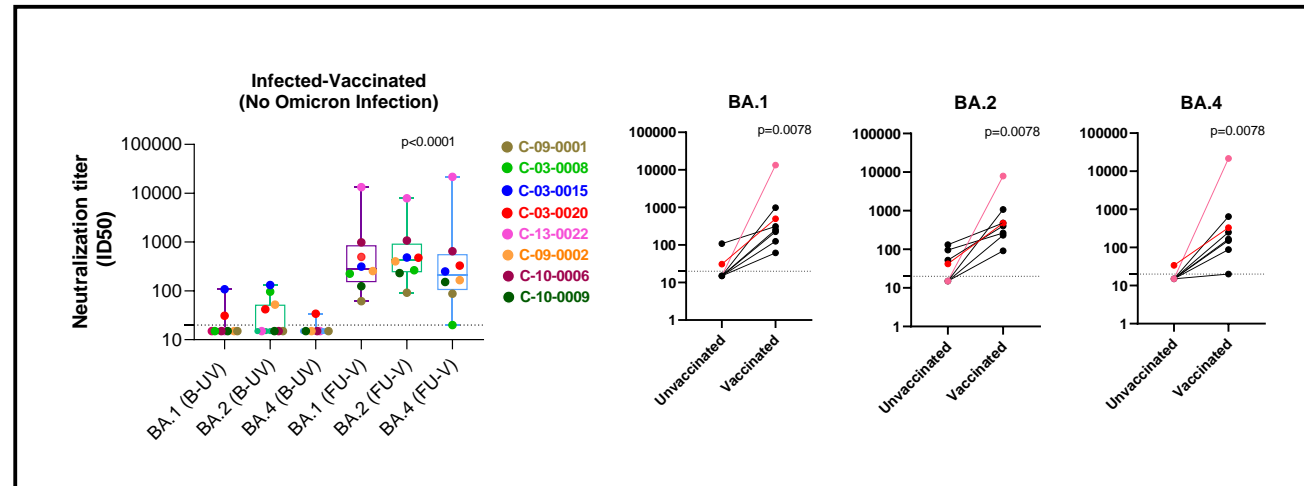 Infected-Vaccinated
(No Omicron Infection)
p<0.0001
Neutralization titer
(ID50)
100000
10000
1000
100
10
BA.1 (B-UV)
BA.2 (B-UV)
BA.4 (B-UV)
BA.1 (FU-V)
BA.2 (FU-V)
BA.4 (FU-V)
C-09-0001
C-03-0008
C-03-0015
C-03-0020
C-13-0022
C-09-0002
C-10-0006
C-10-0009
BA.1
p=0.0078
100000
10000
1000
100
10
1
Unvaccinated
Vaccinated
BA.2
p=0.0078
100000
10000
1000
100
10
1
Unvaccinated
Vaccinated
BA.4
p=0.0078
100000
10000
1000
100
10
1
Unvaccinated
Vaccinated